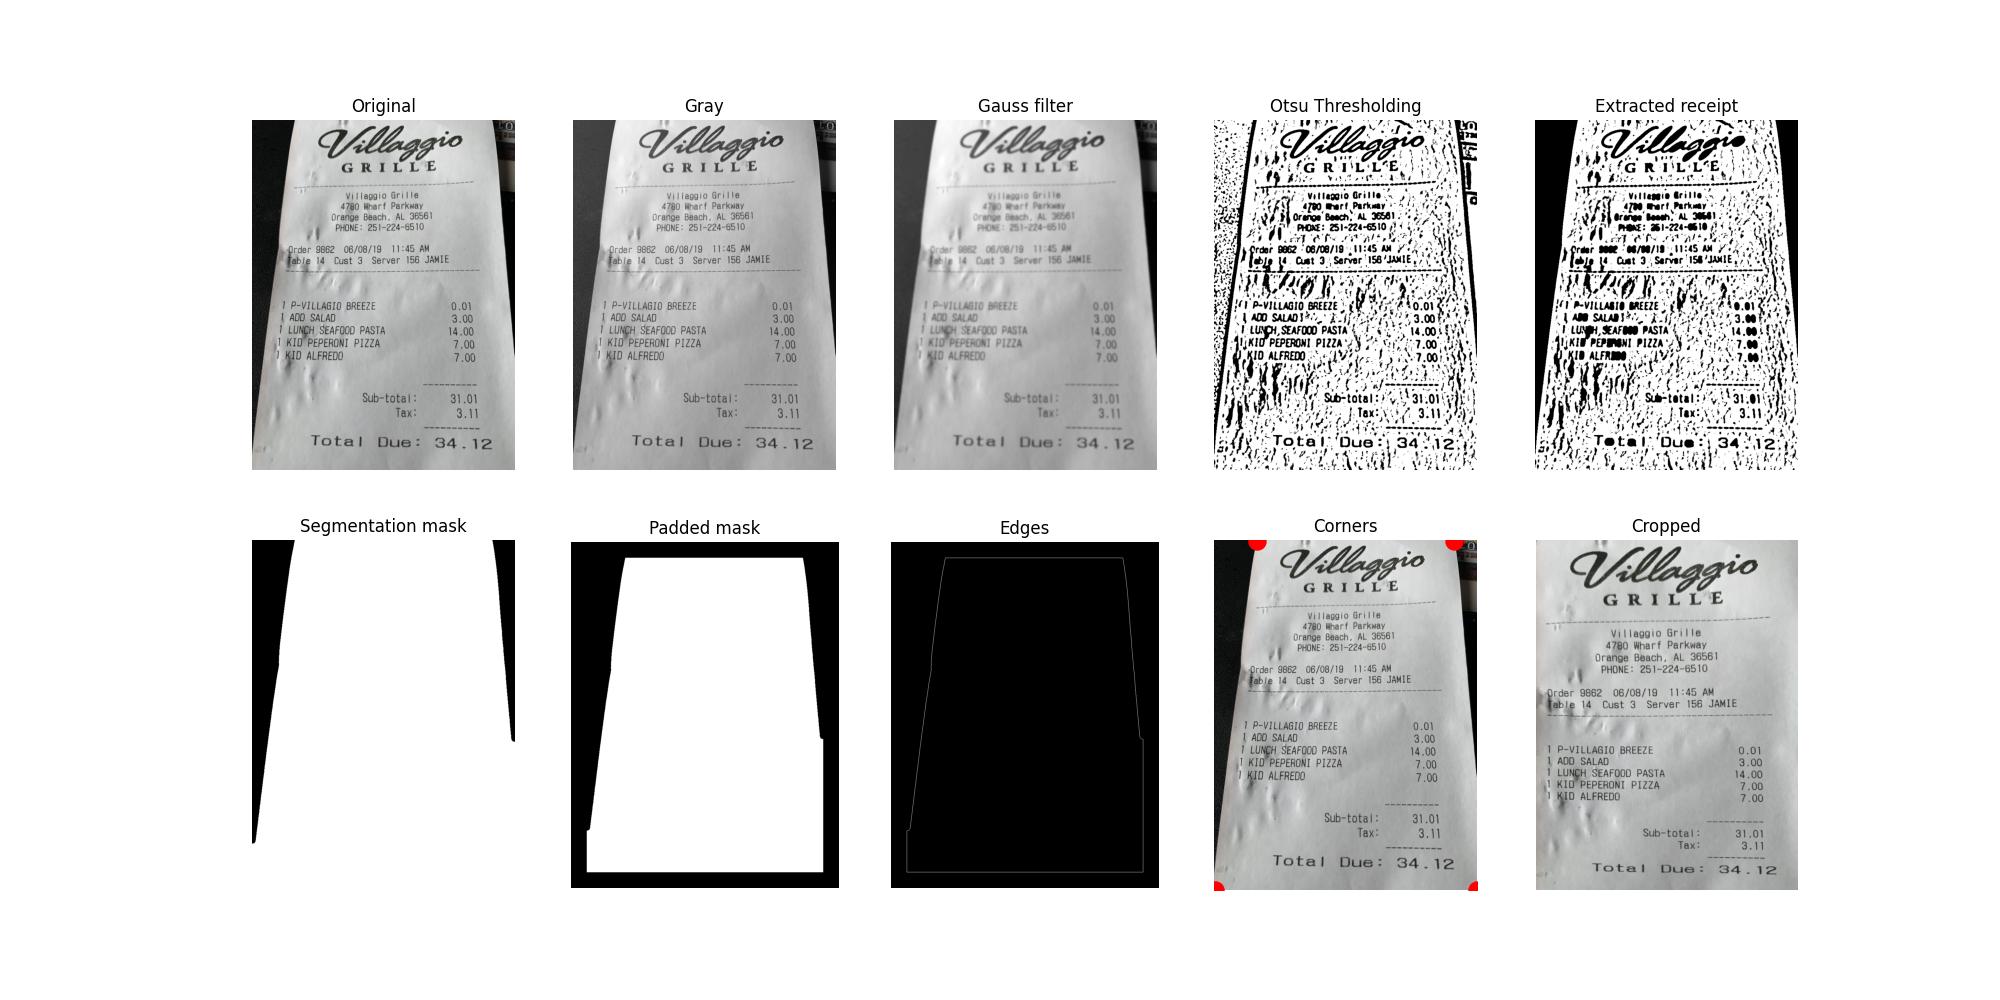 Original
Villaggio
GRILLE
Villaggio Grille
4780 Wharf Parkway
Orange Beach, AL 36561
PHONE: 251-224-6510
Order 9862 06/08/19 11:45 AM
Table 14 Cust 3 Server 156 JAMIE
1 P-VILLAGIO BREEZE 0.01
1 ADD SALAD 3.00
1 LUNCH SEAFOOD PASTA 14.00
1 KID PEPERONI PIZZA 7.00
1 KID ALFREDO 7.00
Sub-total: 31.01
Tax: 3.11
Total Due: 34.12
Gray
Villaggio
GRILLE
Villaggio Grille
4780 Wharf Parkway
Orange Beach, AL 36561
PHONE: 251-224-6510
Order 9862 06/08/19 11:45 AM
Table 14 Cust 3 Server 156 JAMIE
1 P-VILLAGIO BREEZE 0.01
1 ADD SALAD 3.00
1 LUNCH SEAFOOD PASTA 14.00
1 KID PEPERONI PIZZA 7.00
1 KID ALFREDO 7.00
Sub-total: 31.01
Tax: 3.11
Total Due: 34.12
Gauss filter
Villaggio
GRILLE
Villaggio Grille
4780 Wharf Parkway
Orange Beach, AL 36561
PHONE: 251-224-6510
Order 9862 06/08/19 11:45 AM
Table 14 Cust 3 Server 156 JAMIE
1 P-VILLAGIO BREEZE 0.01
1 ADD SALAD 3.00
1 LUNCH SEAFOOD PASTA 14.00
1 KID PEPERONI PIZZA 7.00
1 KID ALFREDO 7.00
Sub-total: 31.01
Tax: 3.11
Total Due: 34.12
Otsu Thresholding
Villaggio
GRILLE
Villaggio Grille
4780 Wharf Parkway
Orange Beach, AL 36561
PHONE: 251-224-6510
Order 9862 06/08/19 11:45 AM
Table 14 Cust 3 Server 156 JAMIE
1 P-VILLAGIO BREEZE 0.01
1 ADD SALAD 3.00
1 LUNCH SEAFOOD PASTA 14.00
1 KID PEPERONI PIZZA 7.00
1 KID ALFREDO 7.00
Sub-total: 31.01
Tax: 3.11
Total Due: 34 12
Extracted receipt
Villaggio
GRILLE
Villaggio Grille
4780 Wharf Parkway
Orange Beach, AL 36561
PHONE: 251-224-6510
Order 9862 06/08/19 11:45 AM
Table 14 Cust 3 Server 156 JAMIE
1 P-VILLAGIO BREEZE 0.01
1 ADD SALAD 3.00
1 LUNCH SEAFOOD PASTA 14.00
1 KID PEPERONI PIZZA 7.00
1 KID ALFREDO 7.00
Sub-total: 31.01
Tax: 3.11
Total Due: 34 12
Segmentation mask
Padded mask
Edges
Corners
Villaggio
GRILLE
Villaggio Grille
4780 Wharf Parkway
Orange Beach, AL 36561
PHONE: 251-224-6510
Order 9862 06/08/19 11:45 AM
Table 14 Cust 3 Server 156 JAMIE
1 P-VILLAGIO BREEZE 0.01
1 ADD SALAD 3.00
1 LUNCH SEAFOOD PASTA 14.00
1 KID PEPERONI PIZZA 7.00
1 KID ALFREDO 7.00
Sub-total: 31.01
Tax: 3.11
Total Due: 34.12
Cropped
Villaggio
GRILLE
Villaggio Grille
4780 Wharf Parkway
Orange Beach, AL 36561
PHONE: 251-224-6510
Order 9862 06/08/19 11:45 AM
Table 14 Cust 3 Server 156 JAMIE
1 P-VILLAGIO BREEZE 0.01
1 ADD SALAD 3.00
1 LUNCH SEAFOOD PASTA 14.00
1 KID PEPERONI PIZZA 7.00
1 KID ALFREDO 7.00
Sub-total: 31.01
Tax: 3.11
Total Due: 34.12